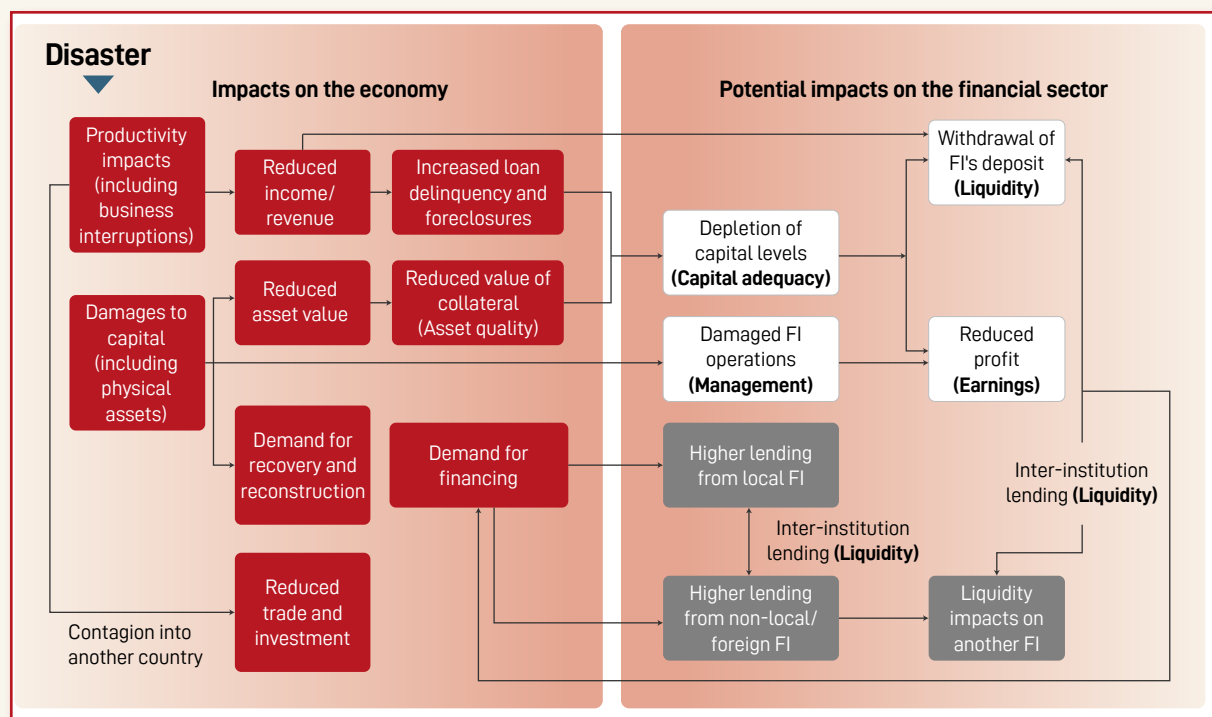 Disaster
Impacts on the economy
Potential impacts on the financial sector
Productivity
impacts
(including
business
interruptions)
Reduced
income/
revenue
Increased loan
delinquency and
foreclosures
Withdrawal of
FI's deposit
(Liquidity)
Depletion of
capital levels
(Capital adequacy)
Damages to
capital
(including
physical
assets)
Reduced
asset value
Reduced value of
collateral
(Asset quality)
Damaged FI
operations
(Management)
Reduced
profit
(Earnings)
Demand for
recovery and
reconstruction
Demand for
financing
Higher lending
from local FI
Inter-institution
lending (Liquidity)
Inter-institution
lending (Liquidity)
Reduced
trade and
investment
Higher lending
from non-local/
foreign FI
Liquidity
impacts on
another FI
Contagion into
another country